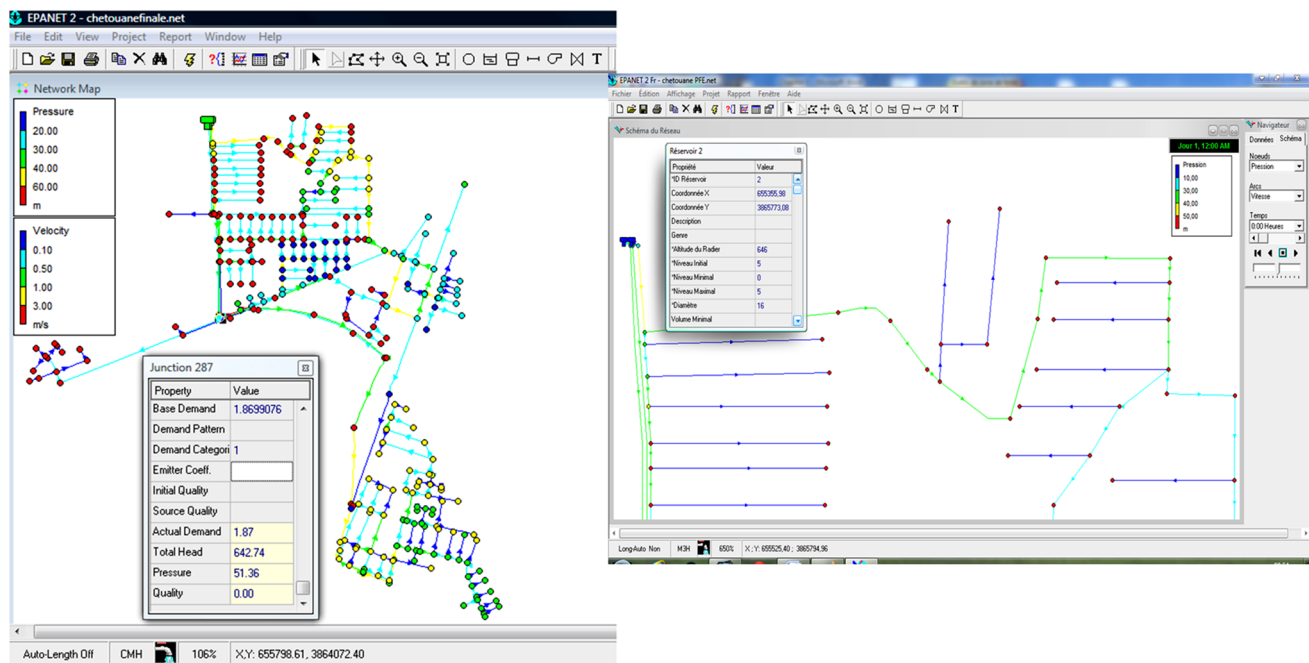 EPANET 2 - chetouanefinale.net
File Edit View Project Report Window Help
T
Network Map
Pressure
20.00
30.00
40.00
60.00
m
Velocity
0.10
0.50
1.00
3.00
m/s
Junction 287
Property Value
Base Demand 1.8699076
Demand Pattern
Demand Categori 1
Emitter Coeff.
Initial Quality
Source Quality
Actual Demand 1.87
Total Head 642.74
Pressure 51.36
Quality 0.00
Auto-Length Off CMH 106% X,Y: 655798.61, 3864072.40
EPANET 2 Fr - chetouane PFE.net
Fichier Édition Affichage Projet Rapport Fenêtre Aide
T
Schéma du Réseau
Réservoir 2
Propriété Valeur
*ID Réservoir 2
Coordonnée X 655355,98
Coordonnée Y 3865773,08
Description
Genre
*Altitude du Radier 646
*Niveau Initial 5
*Niveau Minimal 0
*Niveau Maximal 5
*Diamètre 16
Volume Minimal
Jour 1, 12:00 AM
Pression
10,00
30,00
40,00
50,00
m
Navigateur
Données Schéma
Noeuds
Pression
Arcs
Vitesse
Temps
0:00 Heures
Long-Auto Non M3H 650% X ; Y: 655525,40 ; 3865794,96